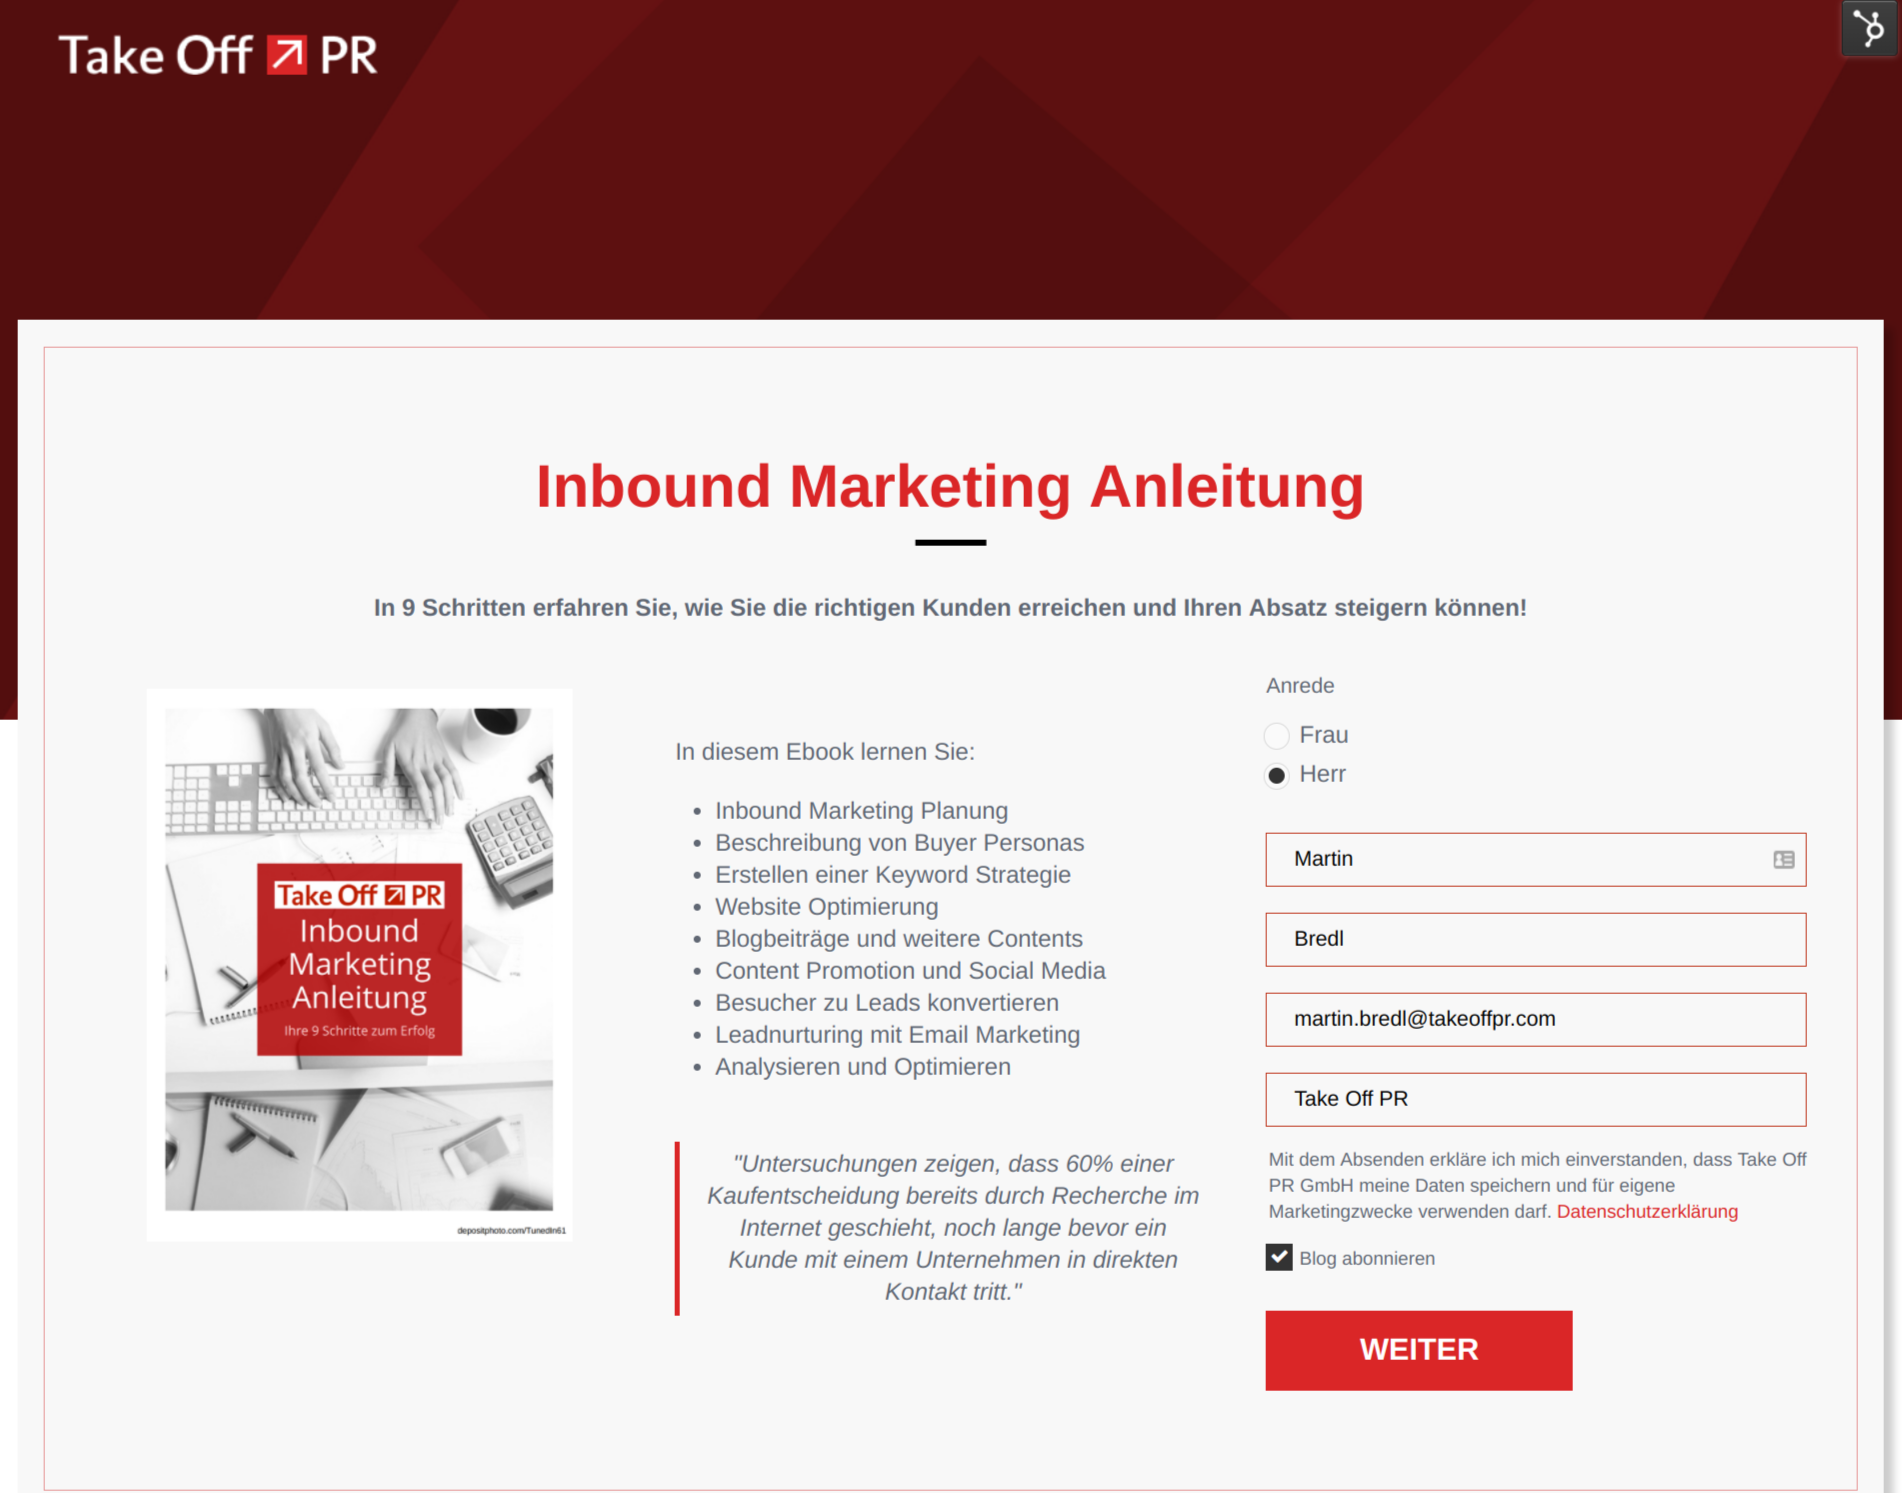 Take Off PR
Inbound Marketing Anleitung
In 9 Schritten erfahren Sie, wie Sie die richtigen Kunden erreichen und Ihren Absatz steigern können!
Take Off PR
Inbound
Marketing
Anleitung
Ihre 9 Schritte zum Erfolg
depositphoto.com/TunedIn61
In diesem Ebook lernen Sie:
• Inbound Marketing Planung
• Beschreibung von Buyer Personas
• Erstellen einer Keyword Strategie
• Website Optimierung
• Blogbeiträge und weitere Contents
• Content Promotion und Social Media
• Besucher zu Leads konvertieren
• Leadnurturing mit Email Marketing
• Analysieren und Optimieren
"Untersuchungen zeigen, dass 60% einer
Kaufentscheidung bereits durch Recherche im
Internet geschieht, noch lange bevor ein
Kunde mit einem Unternehmen in direkten
Kontakt tritt."
Anrede
Frau
Herr
Martin
Bredl
martin.bredl@takeoffpr.com
Take Off PR
Mit dem Absenden erkläre ich mich einverstanden, dass Take Off
PR GmbH meine Daten speichern und für eigene
Marketingzwecke verwenden darf. Datenschutzerklärung
Blog abonnieren
WEITER